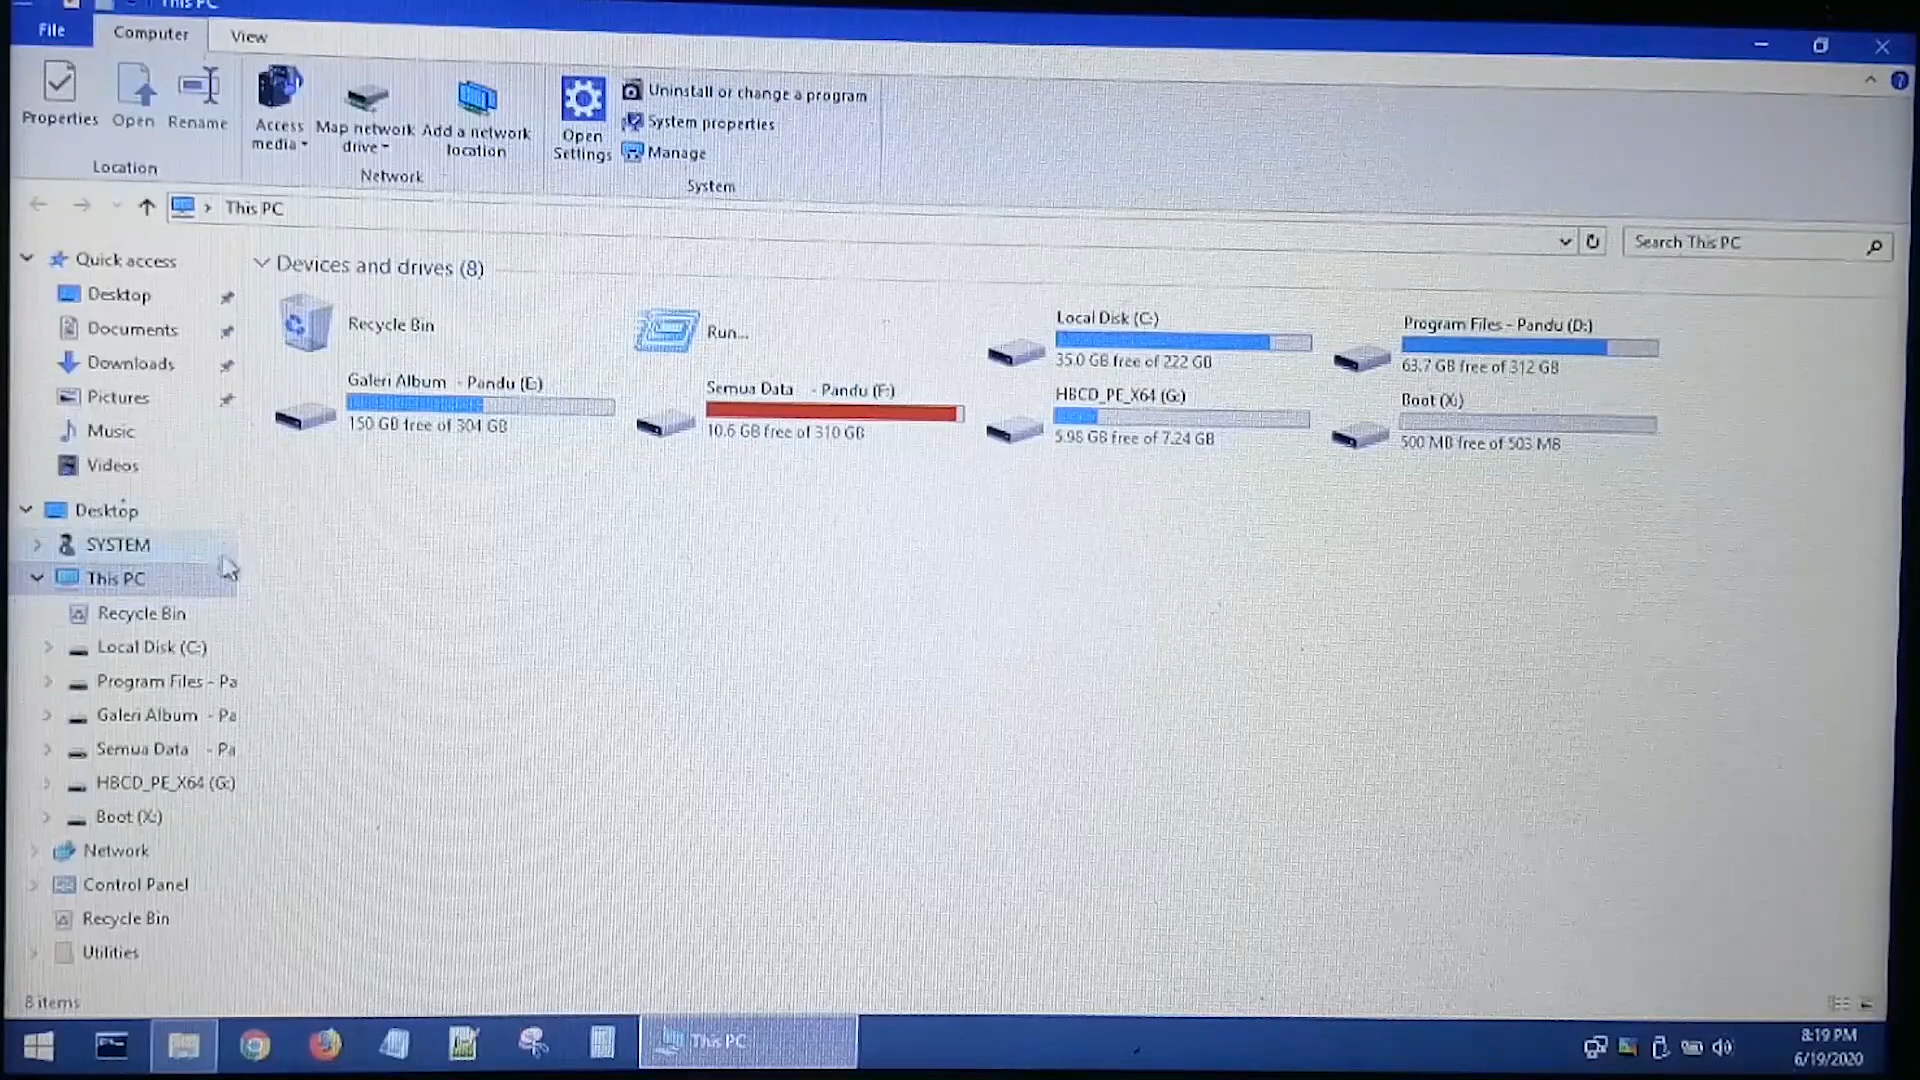 This PC
File
Computer
View
Properties
Open
Rename
Location
Access
media
Map network
drive
Add a network
location
Network
Open
Settings
Uninstall or change a program
System properties
Manage
System
This PC
Search This PC
Quick access
Desktop
Documents
Downloads
Pictures
Music
Videos
Desktop
SYSTEM
This PC
Recycle Bin
Local Disk (C:)
Program Files - Pa
Galeri Album - Pa
Semua Data - Pa
HBCD_PE_X64 (G:)
Boot (X:)
Network
Control Panel
Recycle Bin
Utilities
Devices and drives (8)
Recycle Bin
Run...
Local Disk (C:)
35.0 GB free of 222 GB
Program Files - Pandu (D:)
63.7 GB free of 312 GB
Galeri Album - Pandu (E:)
150 GB free of 304 GB
Semua Data - Pandu (F:)
10.6 GB free of 310 GB
HBCD_PE_X64 (G:)
5.98 GB free of 7.24 GB
Boot (X:)
500 MB free of 503 MB
8 items
This PC
8:19 PM
6/19/2020